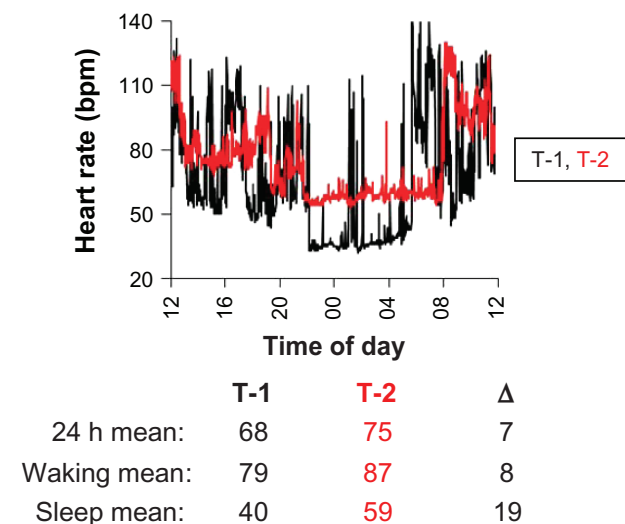 Heart rate (bpm)
140
110
80
50
20
12 16 20 00 04 08 12
Time of day
T-1, T-2
T-1 T-2 Δ
24 h mean: 68 75 7
Waking mean: 79 87 8
Sleep mean: 40 59 19